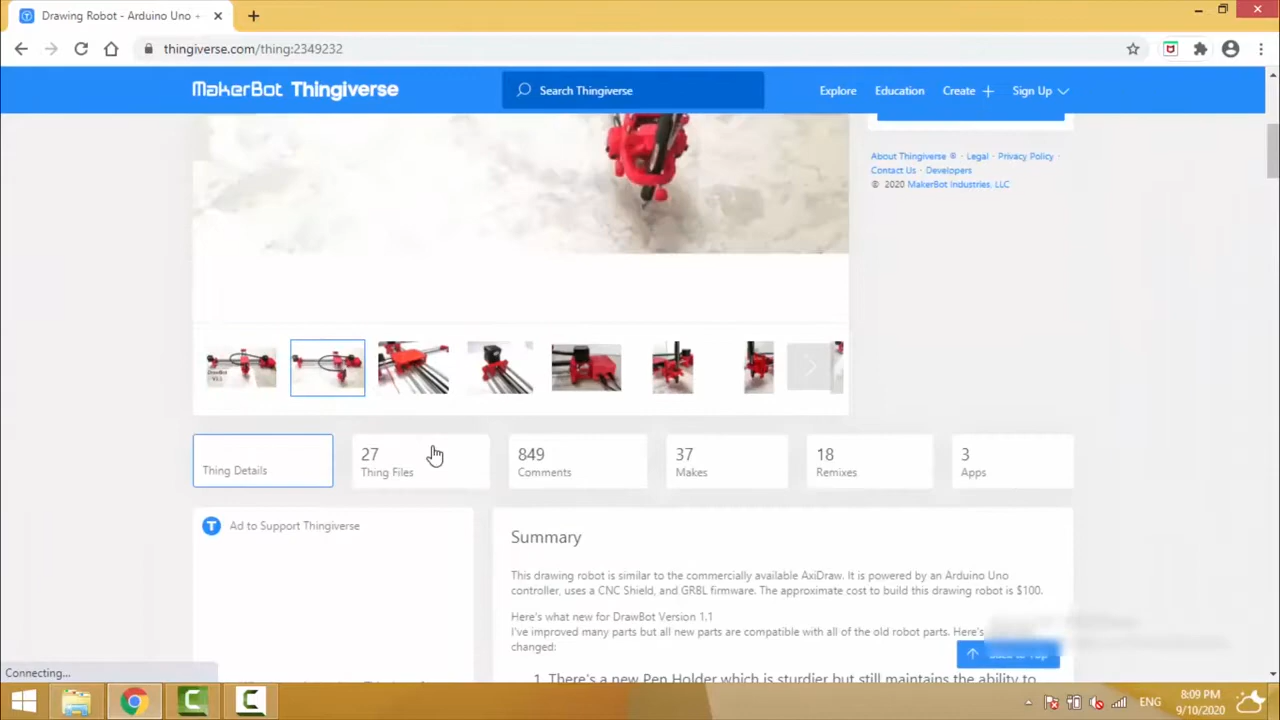 Drawing Robot - Arduino Uno +
thingiverse.com/thing:2349232
MakerBot Thingiverse
Search Thingiverse
Explore
Education
Create +
Sign Up
About Thingiverse ® · Legal · Privacy Policy ·
Contact Us · Developers
© 2020 MakerBot Industries, LLC
DrawBot
V1.1
Thing Details
27
Thing Files
849
Comments
37
Makes
18
Remixes
3
Apps
T Ad to Support Thingiverse
Summary
This drawing robot is similar to the commercially available AxiDraw. It is powered by an Arduino Uno
controller, uses a CNC Shield, and GRBL firmware. The approximate cost to build this drawing robot is $100.
Here's what new for DrawBot Version 1.1
I've improved many parts but all new parts are compatible with all of the old robot parts. Here's
changed:
1. There's a new Pen Holder which is sturdier but still maintains the ability to
Connecting...
ENG
8:09 PM
9/10/2020